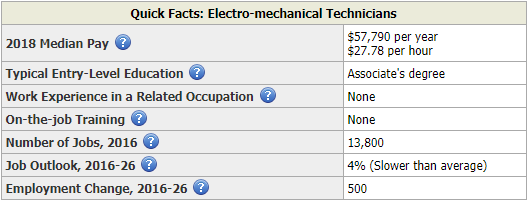 Quick Facts: Electro-mechanical Technicians
2018 Median Pay ? $57,790 per year
$27.78 per hour
Typical Entry-Level Education ? Associate's degree
Work Experience in a Related Occupation ? None
On-the-job Training ? None
Number of Jobs, 2016 ? 13,800
Job Outlook, 2016-26 ? 4% (Slower than average)
Employment Change, 2016-26 ? 500